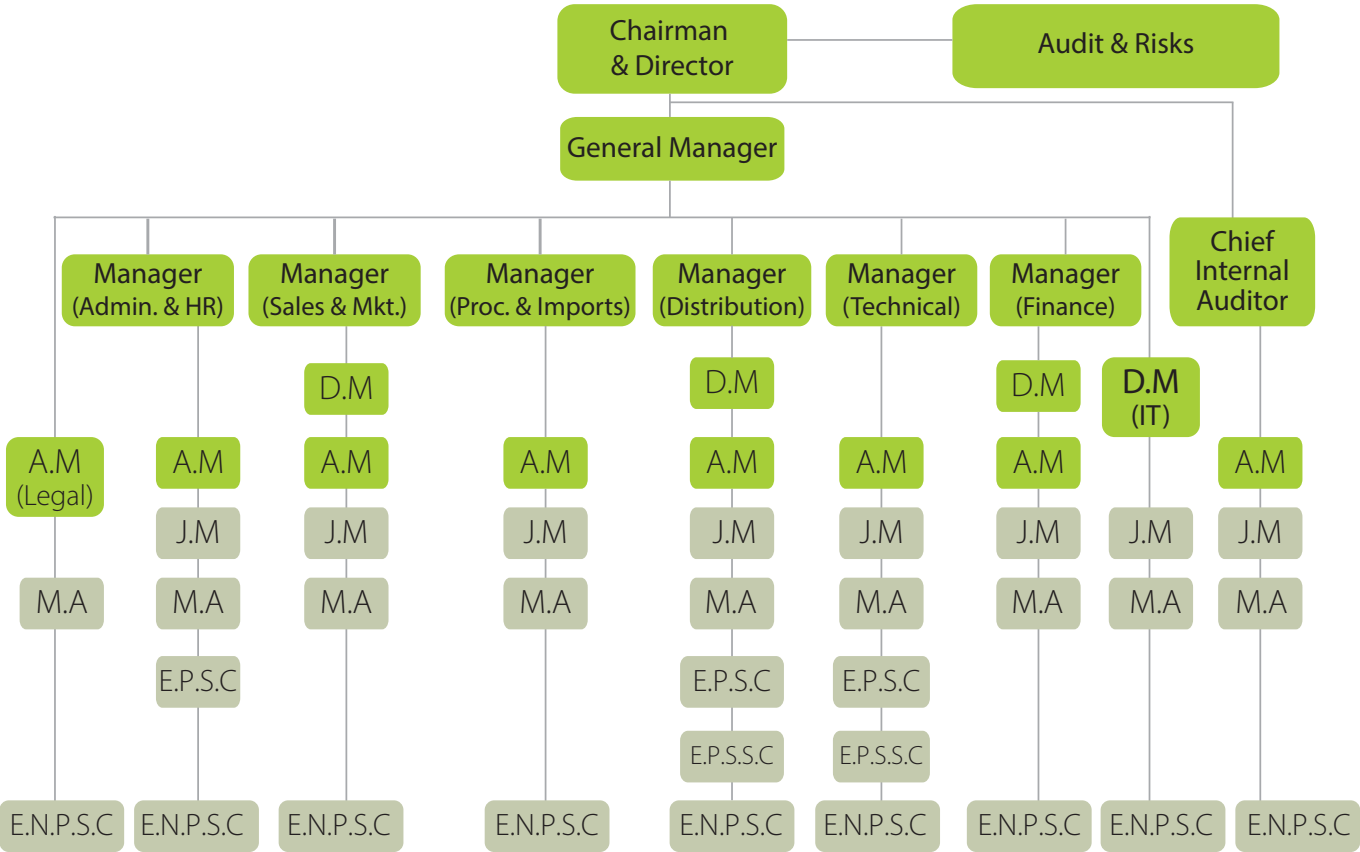 Chairman
& Director
Audit & Risks
General Manager
Manager
(Admin. & HR)
Manager
(Sales & Mkt.)
Manager
(Proc. & Imports)
Manager
(Distribution)
Manager
(Technical)
Manager
(Finance)
Chief
Internal
Auditor
D.M
D.M
D.M
D.M
(IT)
A.M
(Legal)
A.M
A.M
A.M
A.M
A.M
A.M
A.M
J.M
J.M
J.M
J.M
J.M
J.M
J.M
J.M
M.A
M.A
M.A
M.A
M.A
M.A
M.A
M.A
M.A
E.P.S.C
E.P.S.C
E.P.S.C
E.P.S.S.C
E.P.S.S.C
E.N.P.S.C
E.N.P.S.C
E.N.P.S.C
E.N.P.S.C
E.N.P.S.C
E.N.P.S.C
E.N.P.S.C
E.N.P.S.C
E.N.P.S.C